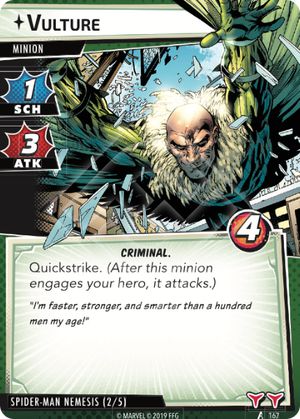 VULTURE
MINION
1
SCH
3
ATK
4
CRIMINAL.
Quickstrike. (After this minion
engages your hero, it attacks.)
"I'm faster, stronger, and smarter than a hundred
men my age!"
SPIDER-MAN NEMESIS (2/5)
© MARVEL © 2019 FFG
167